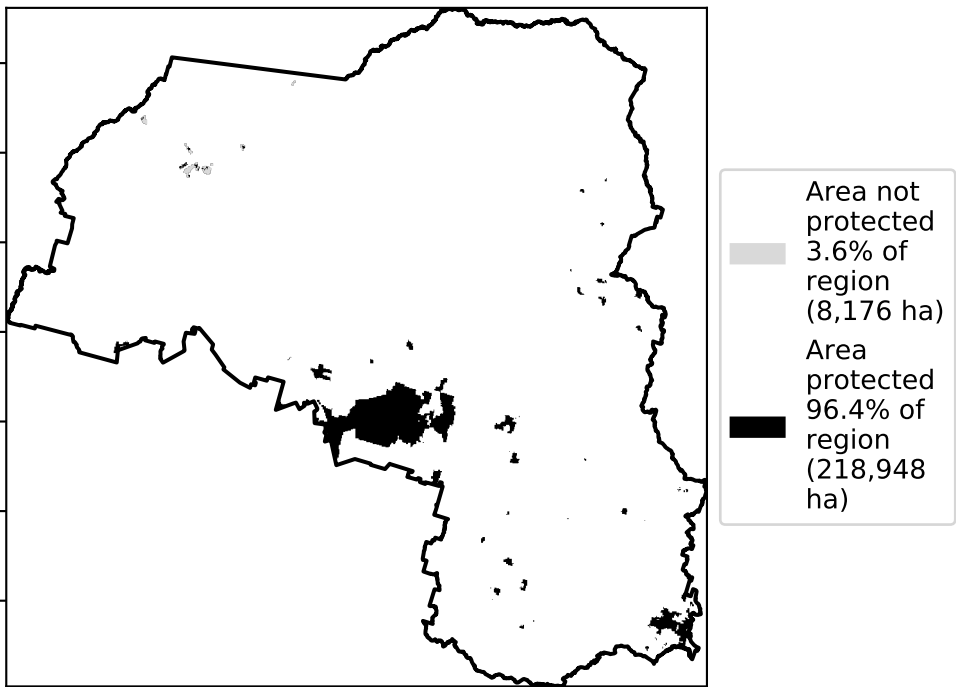 Area not
protected
3.6% of
region
(8,176 ha)
Area
protected
96.4% of
region
(218,948
ha)